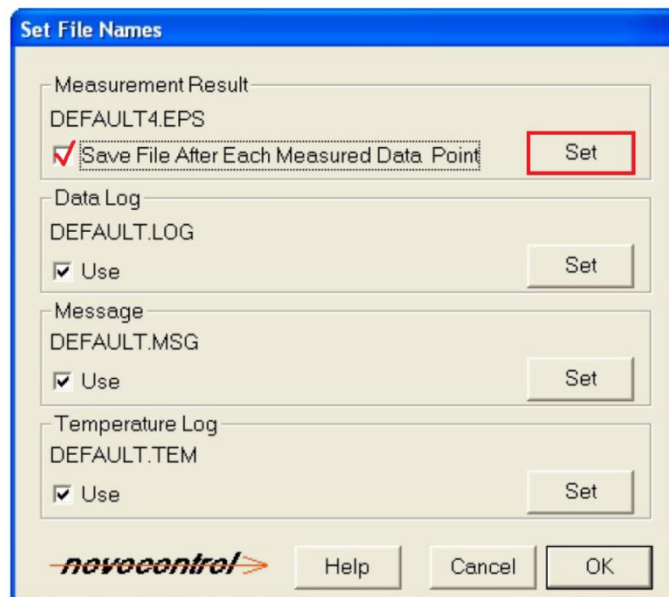 Set File Names
Measurement Result
DEFAULT4.EPS
Save File After Each Measured Data Point
Set
Data Log
DEFAULT.LOG
Use
Set
Message
DEFAULT.MSG
Use
Set
Temperature Log
DEFAULT.TEM
Use
Set
novocontrol
Help
Cancel
OK